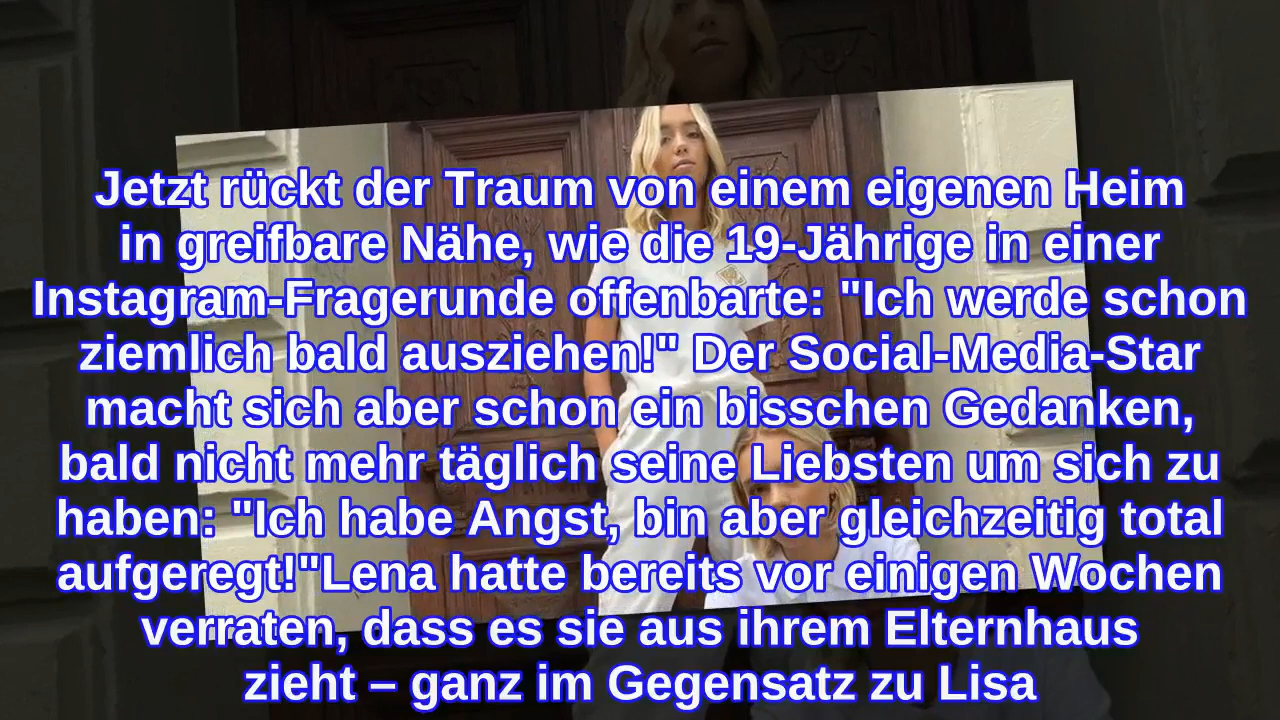 Jetzt rückt der Traum von einem eigenen Heim
in greifbare Nähe, wie die 19-Jährige in einer
Instagram-Fragerunde offenbarte: "Ich werde schon
ziemlich bald ausziehen!" Der Social-Media-Star
macht sich aber schon ein bisschen Gedanken,
bald nicht mehr täglich seine Liebsten um sich zu
haben: "Ich habe Angst, bin aber gleichzeitig total
aufgeregt!"Lena hatte bereits vor einigen Wochen
verraten, dass es sie aus ihrem Elternhaus
zieht – ganz im Gegensatz zu Lisa